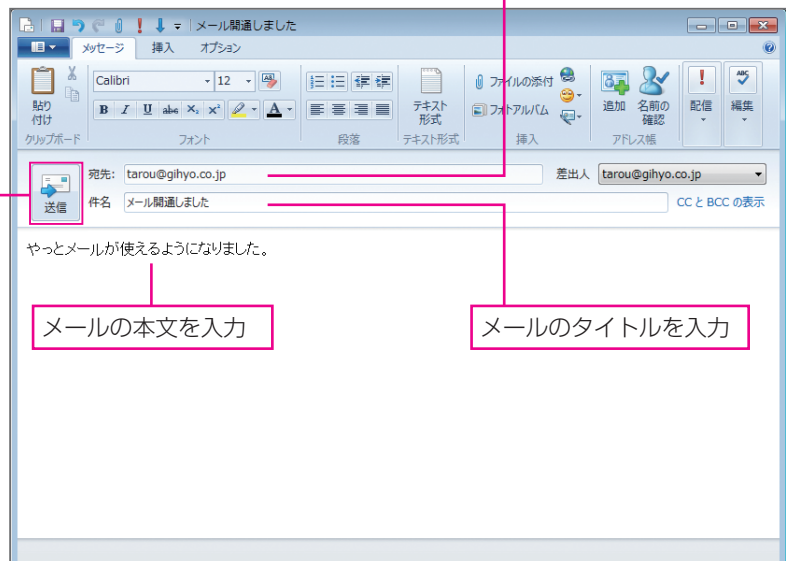 メール開通しました
メッセージ 挿入 オプション
貼り付け
クリップボード
Calibri 12
B I U abc X₂ X² A
フォント
段落
テキスト形式
テキスト形式
ファイルの添付
フォトアルバム
挿入
追加 名前の確認
アドレス帳
配信
ABC
編集
送信
宛先: tarou@gihyo.co.jp 差出人 tarou@gihyo.co.jp
件名 メール開通しました CC と BCC の表示
やっとメールが使えるようになりました。
メールの本文を入力 メールのタイトルを入力